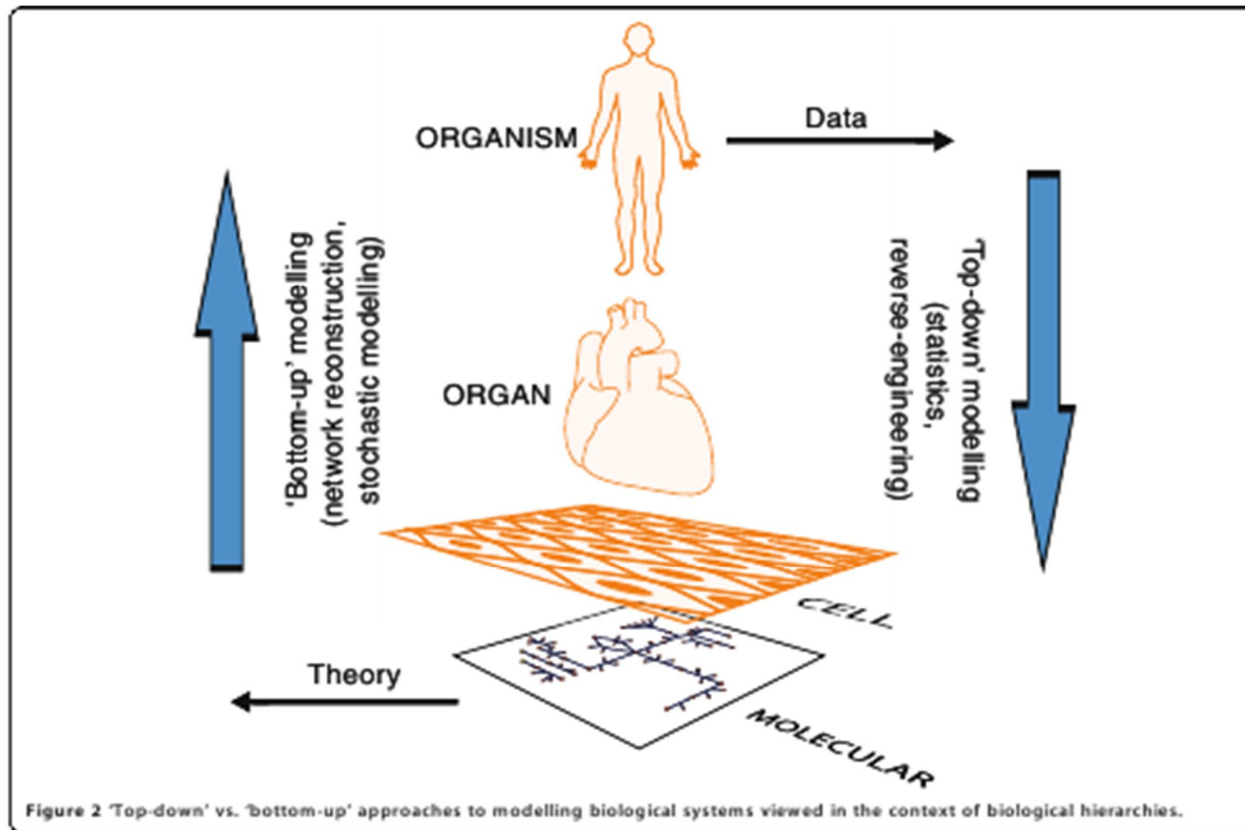 ORGANISM
Data
'Bottom-up' modelling
(network reconstruction,
stochastic modelling)
'Top-down' modelling
(statistics,
reverse-engineering)
ORGAN
CELL
Theory
MOLECULAR
Figure 2 'Top-down' vs. 'bottom-up' approaches to modelling biological systems viewed in the context of biological hierarchies.